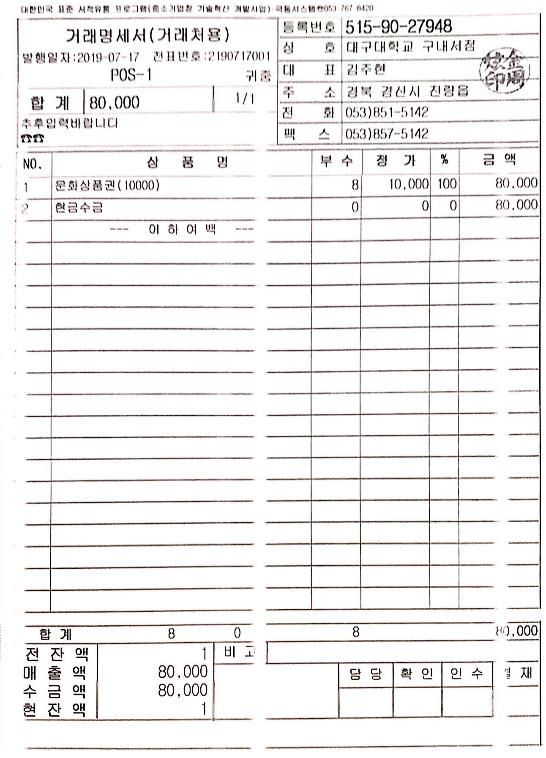 대한민국 표준 서적유통 프로그램(중소기업청 기술혁신 개발사업)-극동시스템☎053 767 8420
거래명세서(거래처용)
발행일자:2019-07-17 전표번호:2190717001
POS-1 귀중
합 계 80,000 1/1
추후입력바랍니다
☎☎
등록번호 515-90-27948
상 호 대구대학교 구내서점
대 표 김주현
주 소 경북 경산시 진량읍
전 화 053)851-5142
팩 스 053)857-5142
NO. 상 품 명 부 수 정 가 % 금 액
1 문화상품권(10000) 8 10,000 100 80,000
2 현금수금 0 0 0 80,000
--- 이 하 여 백 ---
합 계 8 0 8 80,000
전 잔 액 1 비 고
매 출 액 80,000
수 금 액 80,000
현 잔 액 1
담 당 확 인 인 수 결 재